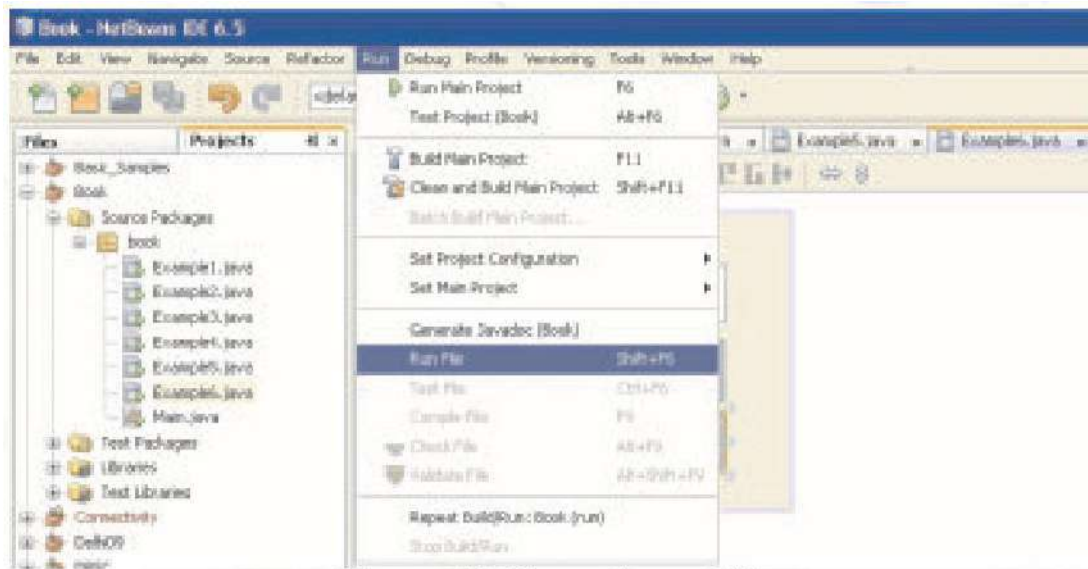 Book - NetBeans IDE 6.5
File Edit View Navigate Source Refactor Run Debug Profile Versioning Tools Window Help
<defa
Files
Projects
Book_Samples
Book
Source Packages
book
Example1.java
Example2.java
Example3.java
Example4.java
Example5.java
Example6.java
Main.java
Test Packages
Libraries
Test Libraries
Connectivity
Delhi09
Run Main Project F6
Test Project (Book) Alt+F6
Build Main Project F11
Clean and Build Main Project Shift+F11
Batch Build Main Project...
Set Project Configuration
Set Main Project
Generate Javadoc (Book)
Run File Shift+F6
Test File Ctrl+F6
Compile File F9
Check File Alt+F9
Validate File Alt+Shift+F9
Repeat Build/Run: Book (run)
Stop Build/Run
Example5.java
Example6.java